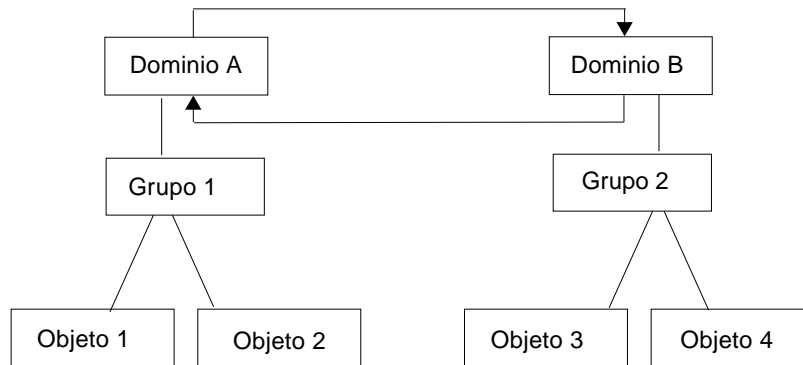 Dominio A
Dominio B
Grupo 1
Grupo 2
Objeto 1
Objeto 2
Objeto 3
Objeto 4